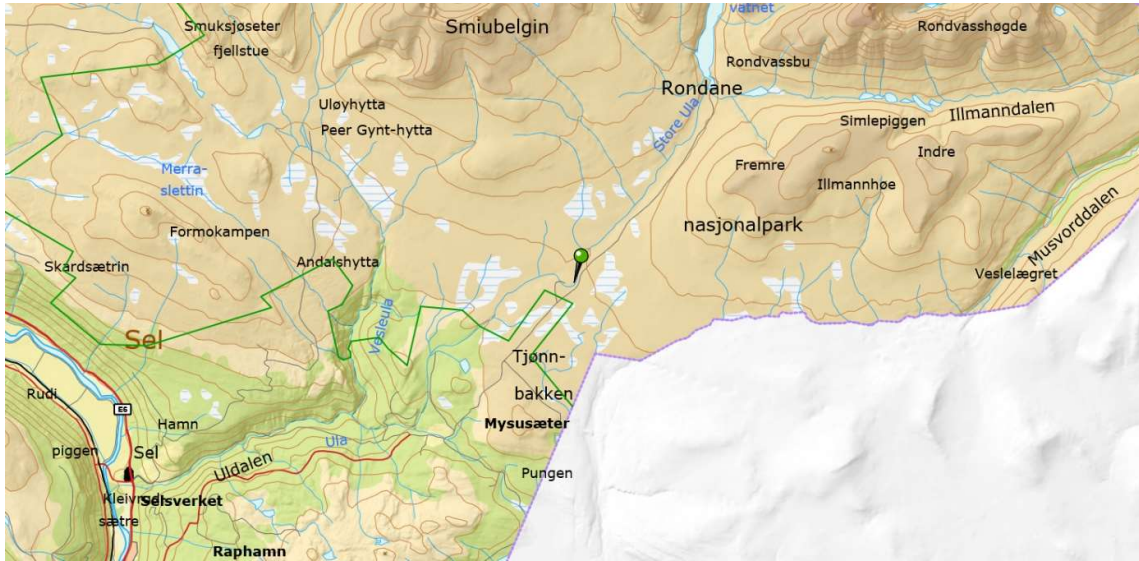 Smuksjøseter
fjellstue
Smiubelgin
vatnet
Rondvasshøgde
Rondvassbu
Rondane
Uløyhytta
Peer Gynt-hytta
Store Ula
Simlepiggen
Illmanndalen
Merra-
slettin
Fremre
Indre
Illmannhøe
Formokampen
nasjonalpark
Musvorddalen
Skardsætrin
Andalshytta
Veslelægret
Vesleula
Sel
Tjønn-
bakken
Rudi
E6
Hamn
Mysusæter
piggen
Sel
Ula
Uldalen
Pungen
Selsverket
sætre
Raphamn